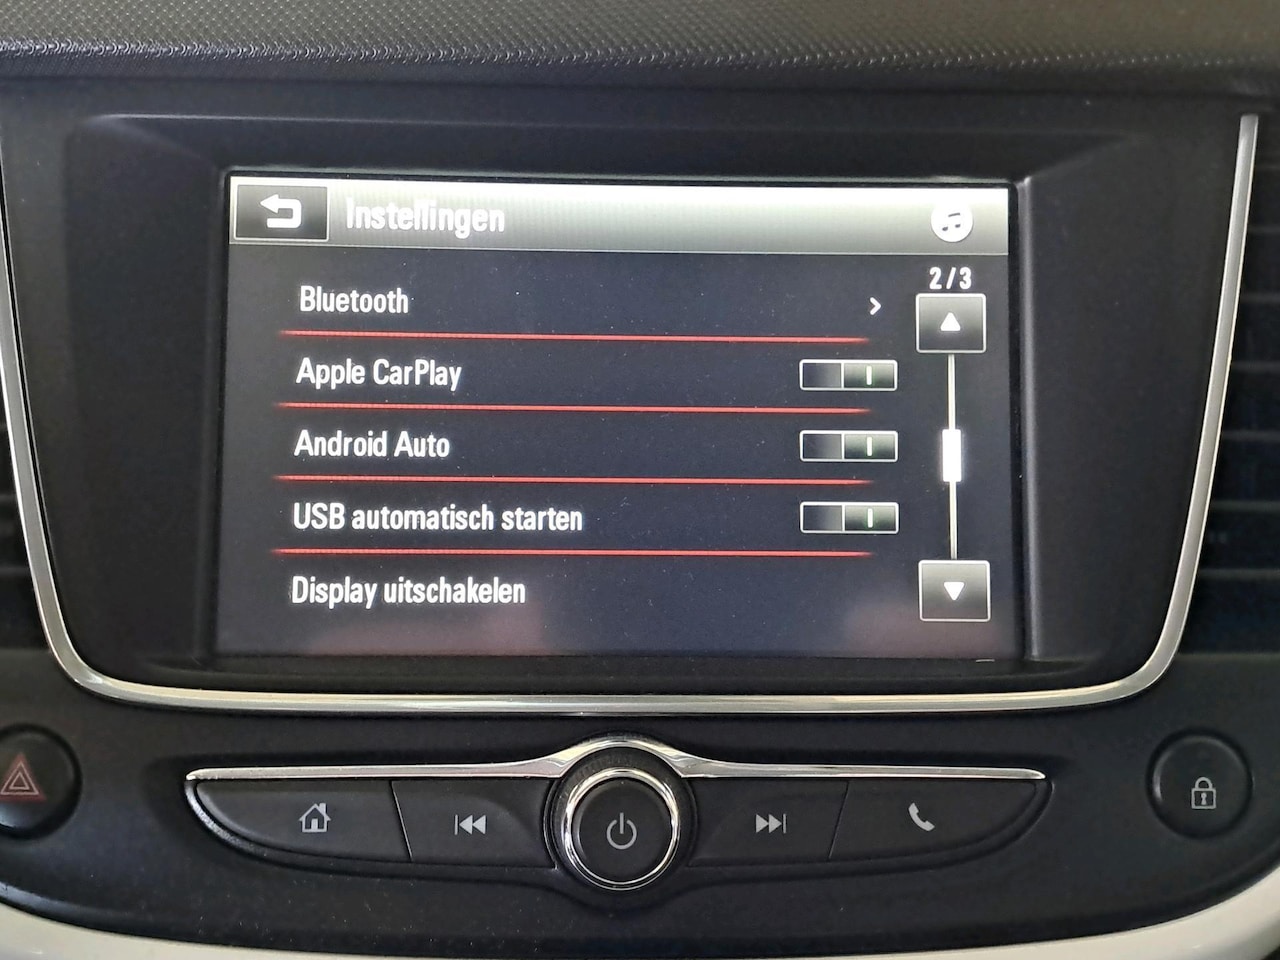 Instellingen
2/3
Bluetooth
Apple CarPlay
Android Auto
USB automatisch starten
Display uitschakelen